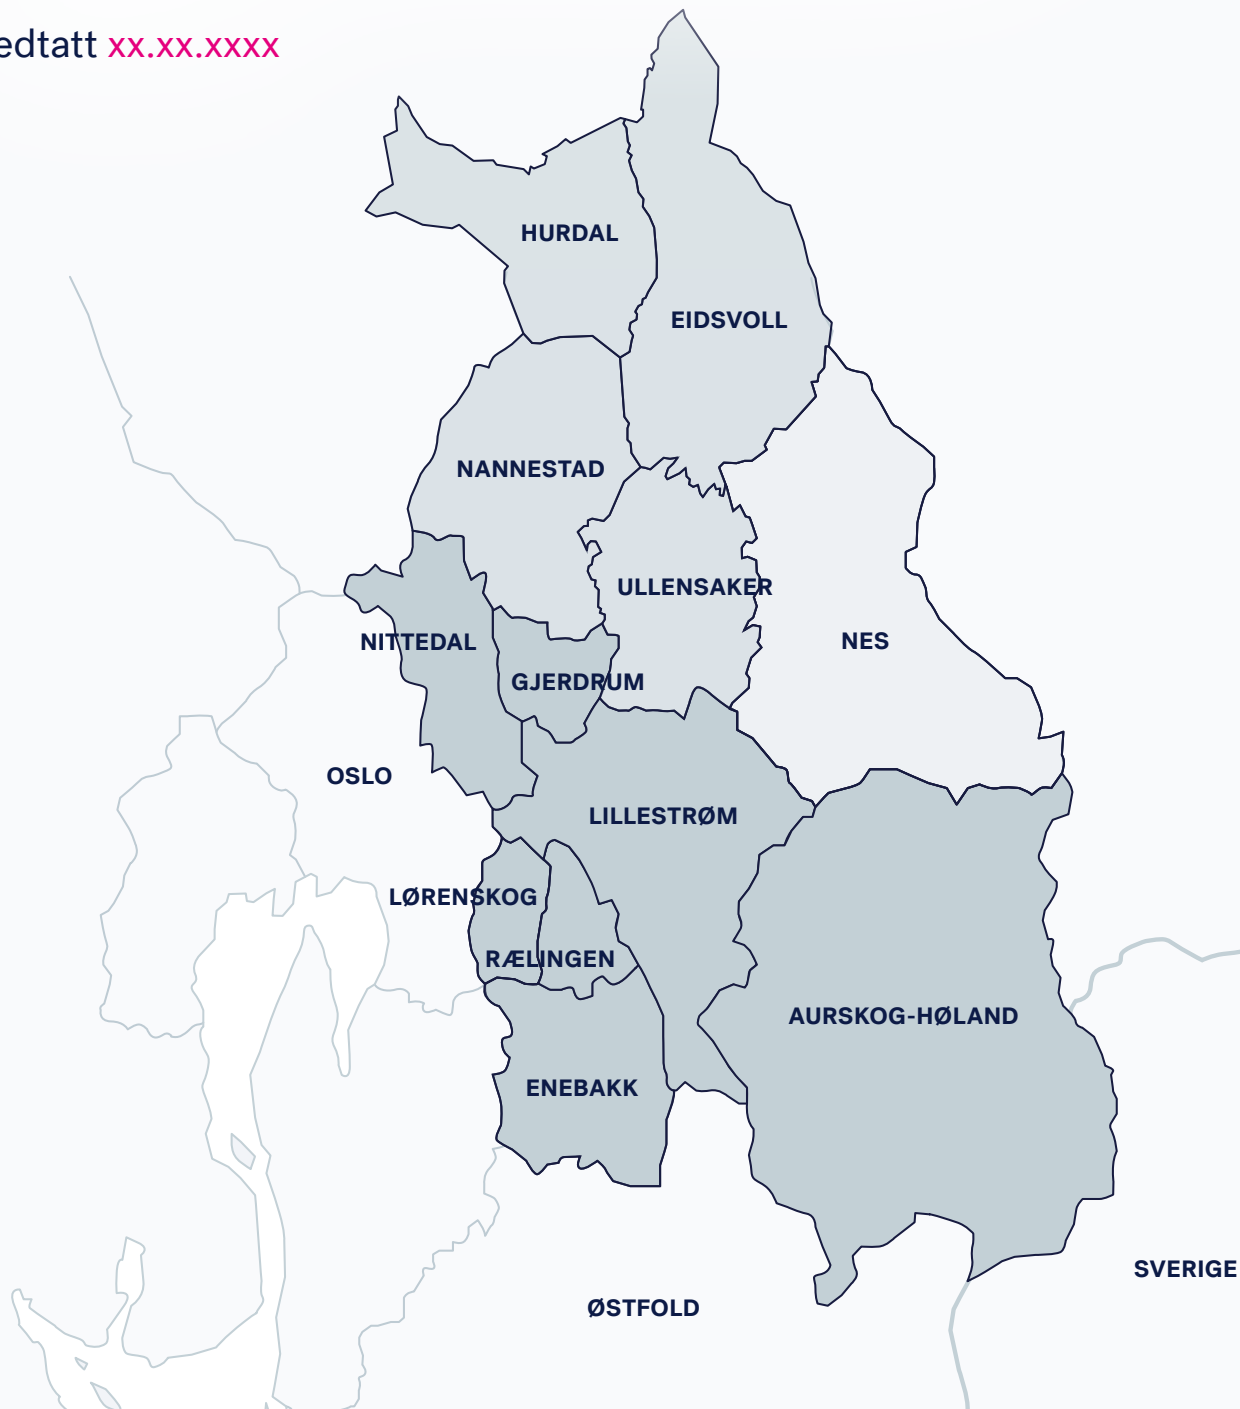 edtatt xx.xx.xxxx
HURDAL
EIDSVOLL
NANNESTAD
ULLENSAKER
NITTEDAL
NES
GJERDRUM
OSLO
LILLESTRØM
LØRENSKOG
RÆLINGEN
AURSKOG-HØLAND
ENEBAKK
SVERIGE
ØSTFOLD